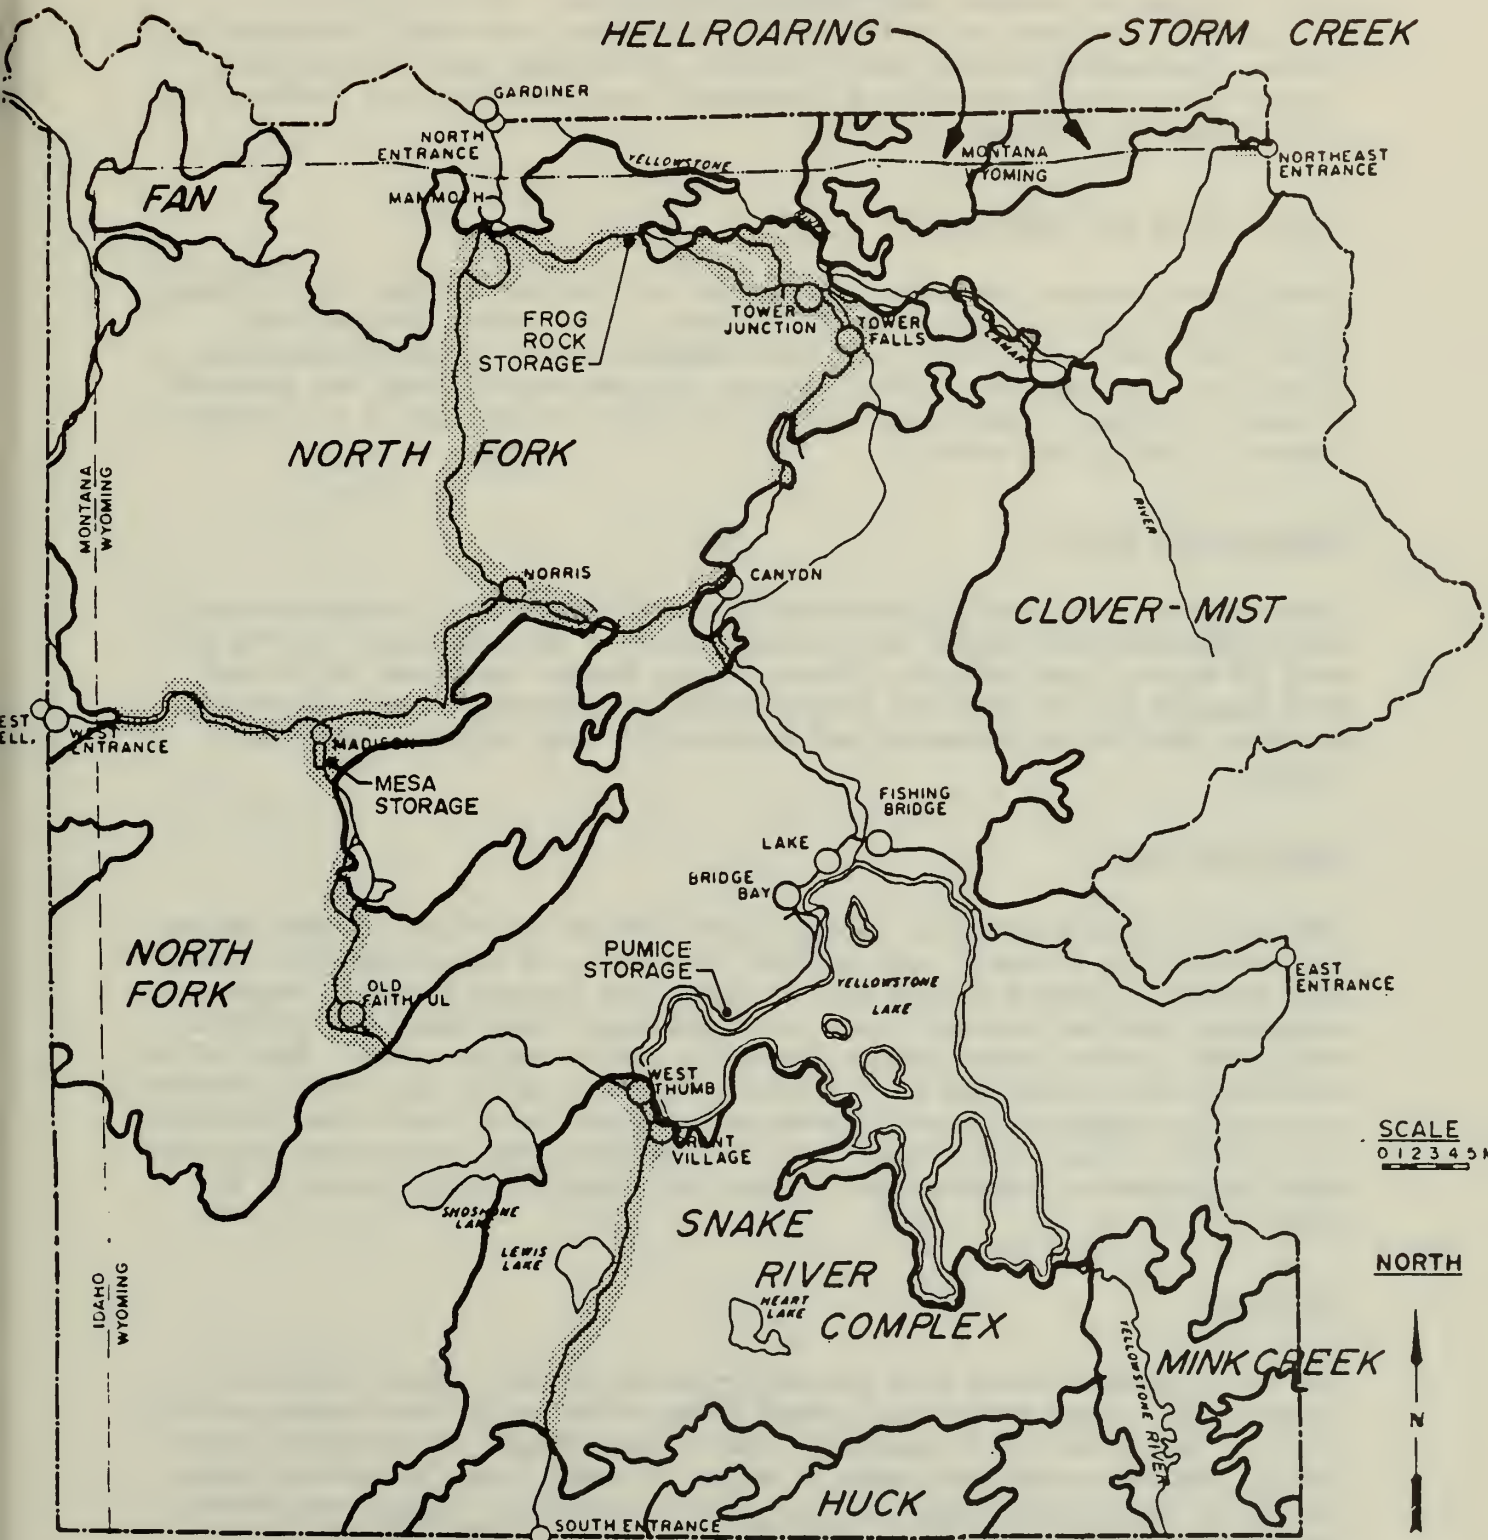 HELLROARING
STORM CREEK
GARDINER
NORTH
ENTRANCE
YELLOWSTONE
MONTANA
WYOMING
NORTHEAST
ENTRANCE
FAN
MAMMOTH
FROG
ROCK
STORAGE
TOWER
JUNCTION
TOWER
FALLS
LAMAR
RIVER
NORTH FORK
MONTANA
WYOMING
NORRIS
CANYON
CLOVER-MIST
EST
ELL.
WEST
ENTRANCE
MADISON
MESA
STORAGE
FISHING
BRIDGE
LAKE
BRIDGE
BAY
NORTH
FORK
PUMICE
STORAGE
YELLOWSTONE
LAKE
EAST
ENTRANCE
OLD
FAITHFUL
WEST
THUMB
GRANT
VILLAGE
SCALE
0 1 2 3 4 5 M
SHOSHONE
LAKE
LEWIS
LAKE
SNAKE
RIVER
COMPLEX
HEART
LAKE
NORTH
IDAHO
WYOMING
YELLOWSTONE RIVER
MINK CREEK
N
HUCK
SOUTH ENTRANCE